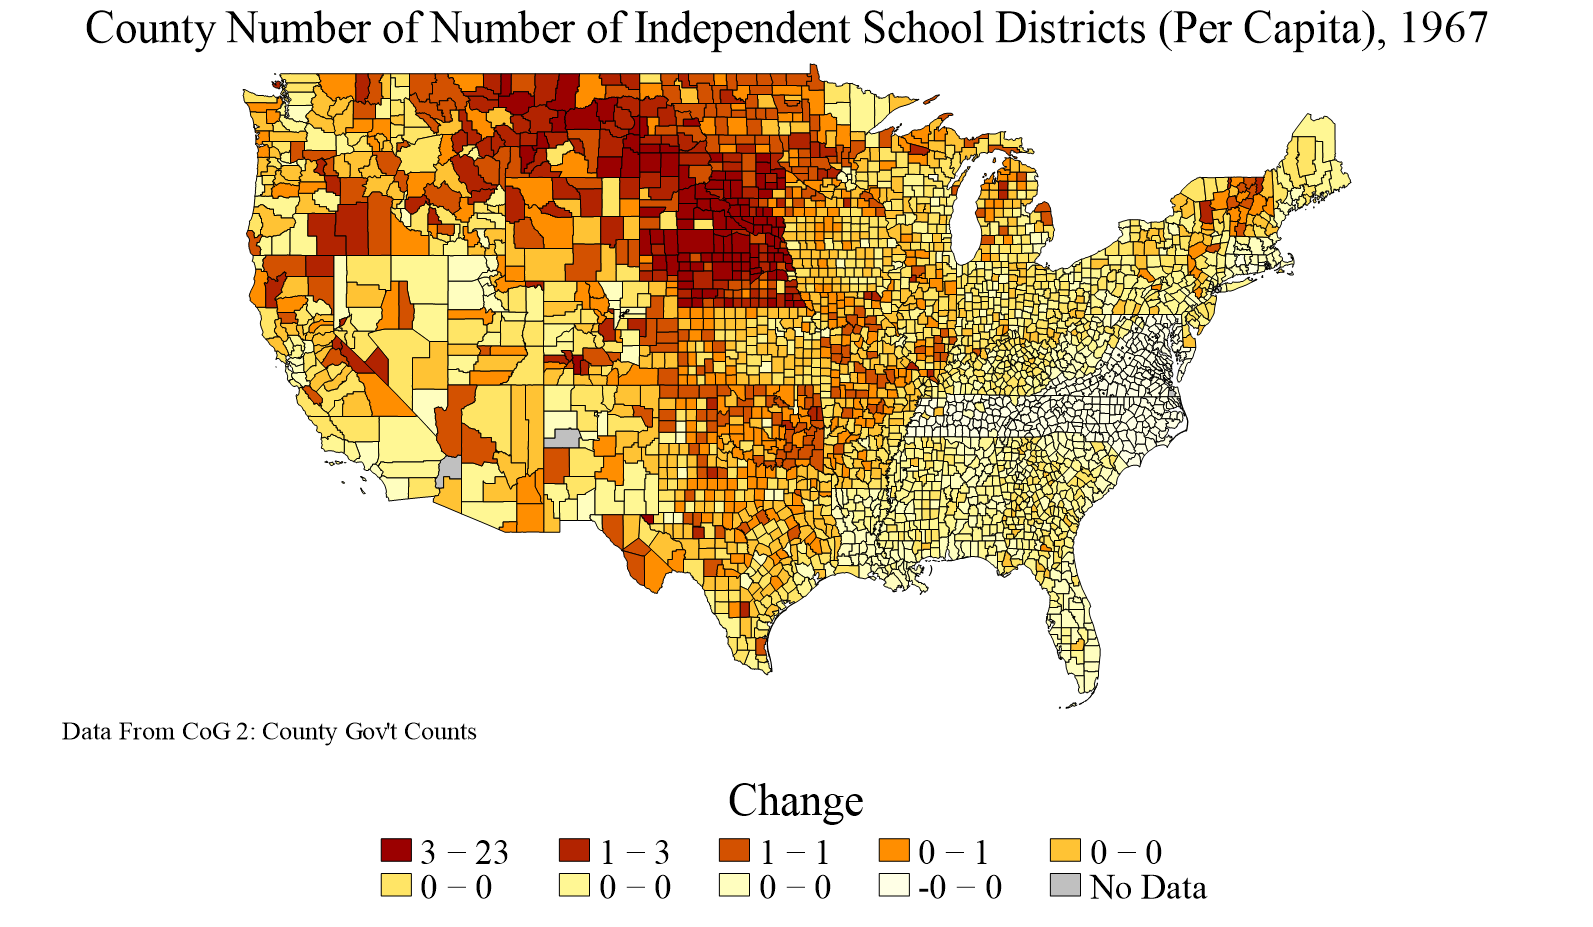 County Number of Number of Independent School Districts (Per Capita), 1967
Data From CoG 2: County Gov't Counts
Change
3 − 23 1 − 3 1 − 1 0 − 1 0 − 0
0 − 0 0 − 0 0 − 0 -0 − 0 No Data